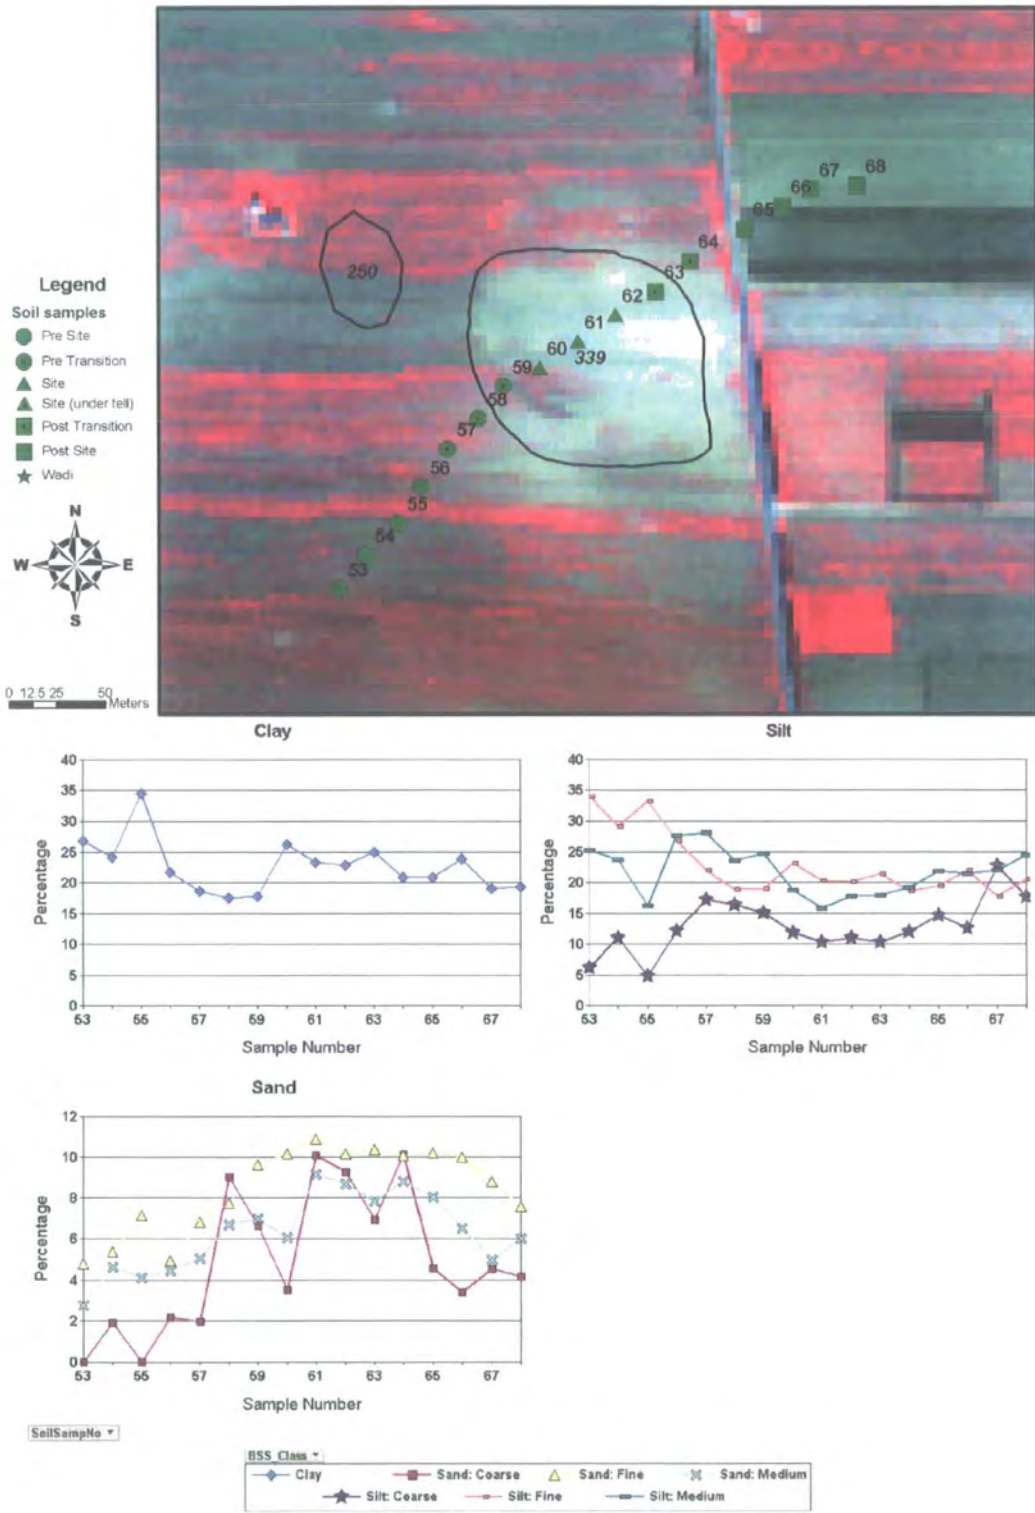 68
67
66
65
64
250
63
62
61
60
339
59
58
57
56
55
54
53
Legend
Soil samples
Pre Site
Pre Transition
Site
Site (under tell)
Post Transition
Post Site
Wadi
N
W E
S
0 12.5 25 50
Meters
Clay
40
35
30
25
20
15
10
5
0
Percentage
53 55 57 59 61 63 65 67
Sample Number
Silt
40
35
30
25
20
15
10
5
0
Percentage
53 55 57 59 61 63 65 67
Sample Number
Sand
12
10
8
6
4
2
0
Percentage
53 55 57 59 61 63 65 67
Sample Number
SoilSampNo
BSS_Class
Clay Sand: Coarse Sand: Fine Sand: Medium
Silt: Coarse Silt: Fine Silt: Medium